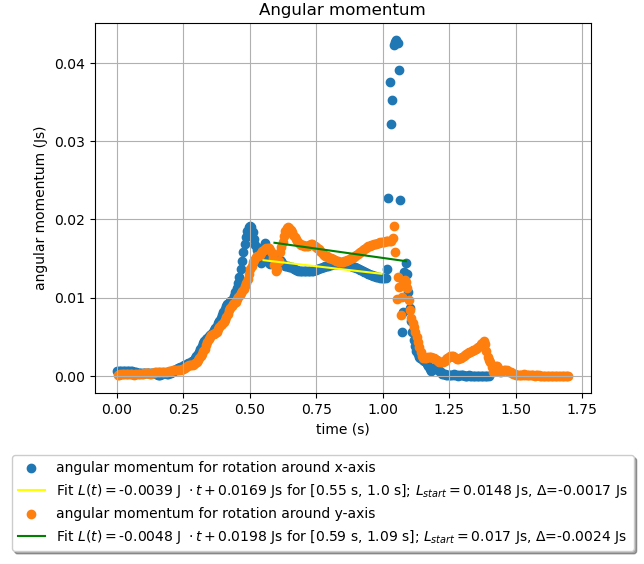 Angular momentum
angular momentum (Js)
0.04
0.03
0.02
0.01
0.00
0.00 0.25 0.50 0.75 1.00 1.25 1.50 1.75
time (s)
angular momentum for rotation around x-axis
Fit L(t) = -0.0039 J · t + 0.0169 Js for [0.55 s, 1.0 s]; L_start = 0.0148 Js, Δ=-0.0017 Js
angular momentum for rotation around y-axis
Fit L(t) = -0.0048 J · t + 0.0198 Js for [0.59 s, 1.09 s]; L_start = 0.017 Js, Δ=-0.0024 Js